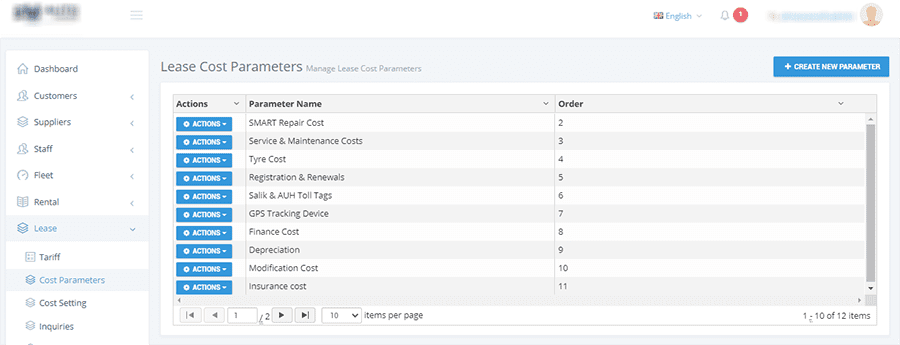 English
1
Dashboard
Customers
Suppliers
Staff
Fleet
Rental
Lease
Tariff
Cost Parameters
Cost Setting
Inquiries
Lease Cost Parameters Manage Lease Cost Parameters
+ CREATE NEW PARAMETER
Actions Parameter Name Order
ACTIONS SMART Repair Cost 2
ACTIONS Service & Maintenance Costs 3
ACTIONS Tyre Cost 4
ACTIONS Registration & Renewals 5
ACTIONS Salik & AUH Toll Tags 6
ACTIONS GPS Tracking Device 7
ACTIONS Finance Cost 8
ACTIONS Depreciation 9
ACTIONS Modification Cost 10
ACTIONS Insurance cost 11
1 / 2 10 items per page 1 - 10 of 12 items